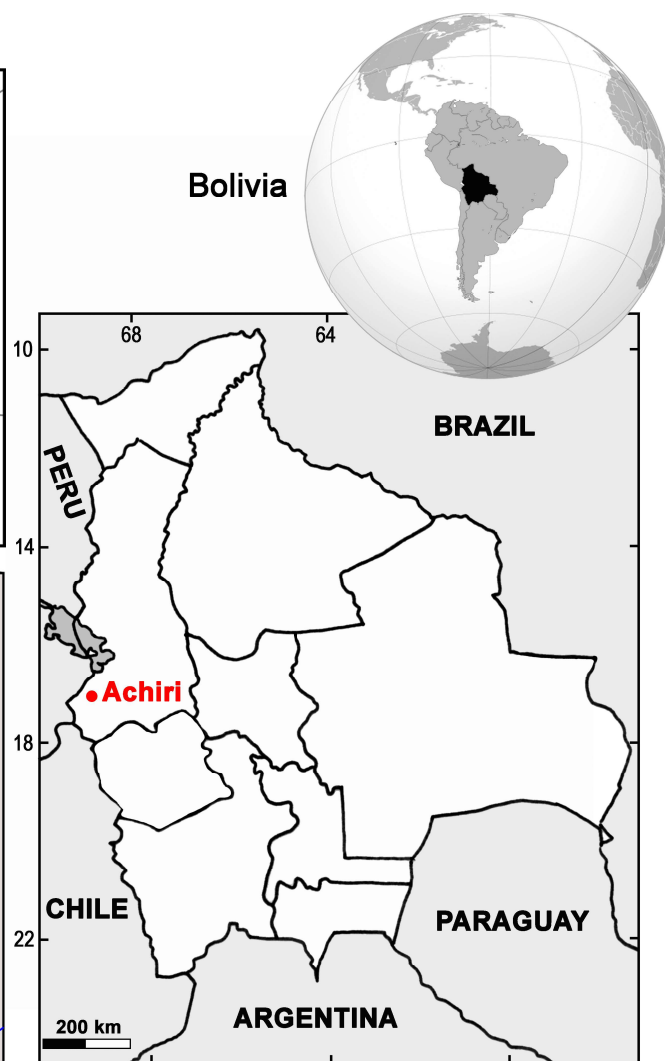 Bolivia
68
64
10
BRAZIL
PERU
14
Achiri
18
CHILE
PARAGUAY
22
ARGENTINA
200 km